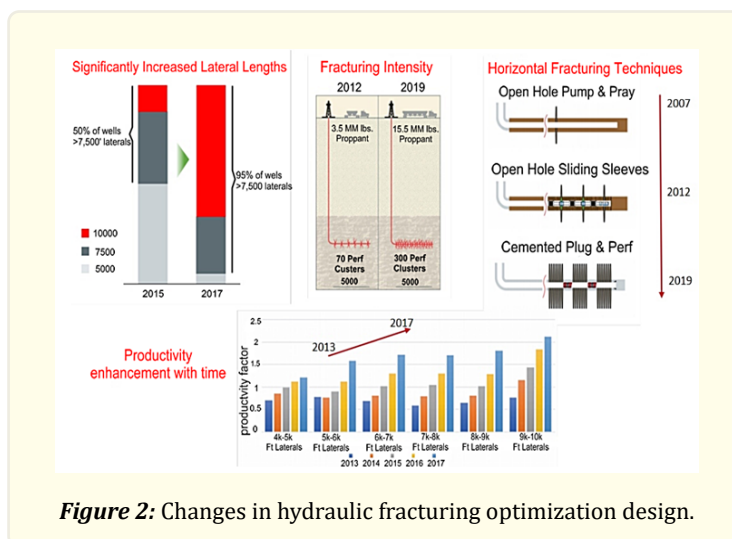 Significantly Increased Lateral Lengths
50% of wells
>7,500' laterals
95% of wels
>7,500 laterals
10000
7500
5000
2015
2017
Fracturing Intensity
2012
2019
3.5 MM lbs.
Proppant
15.5 MM lbs.
Proppant
70 Perf
Custers
5000
300 Perf
Clusters
5000
Horizontal Fracturing Techniques
Open Hole Pump & Pray
2007
Open Hole Sliding Sleeves
2012
Cemented Plug & Perf
2019
Productivity
enhancement with time
productvity factor
2.5
2
1.5
1
0.5
0
2013
2017
4k-5k
Ft Laterals
5k-6k
Ft Laterals
6k-7k
Ft Laterals
7k-8k
Ft Laterals
8k-9k
Ft Laterals
9k-10k
Ft Laterals
2013 2014 2015 2016 2017
Figure 2: Changes in hydraulic fracturing optimization design.